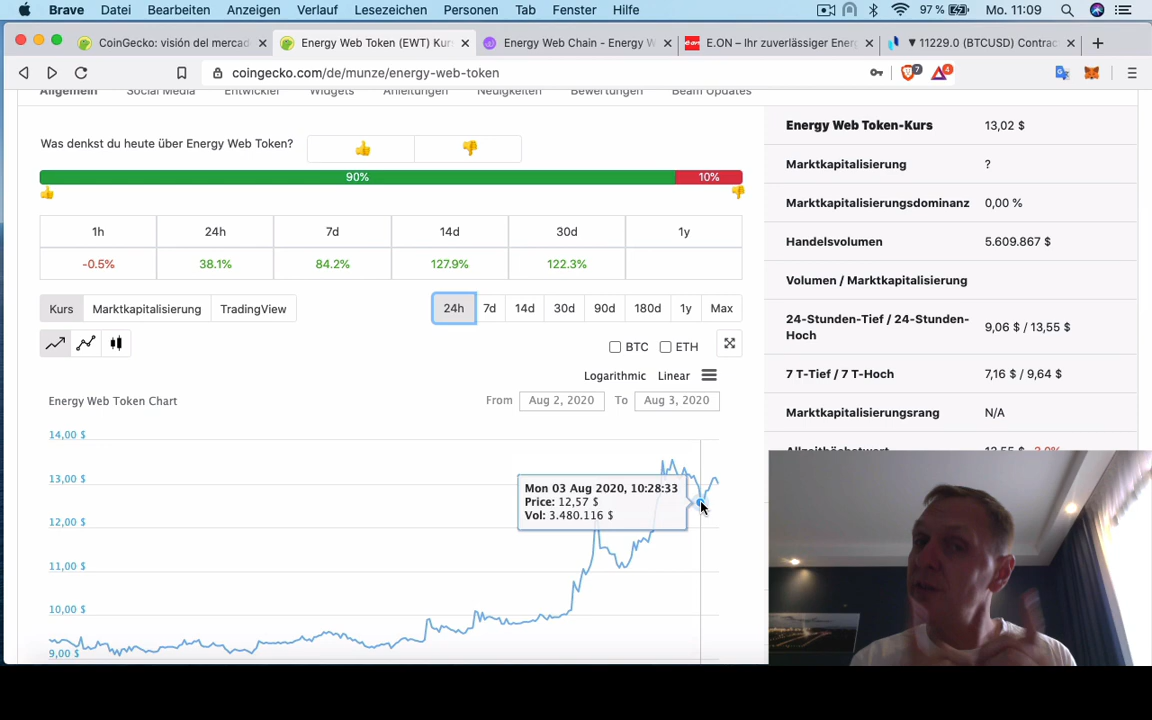 Brave Datei Bearbeiten Anzeigen Verlauf Lesezeichen Personen Tab Fenster Hilfe 97 % Mo. 11:09
CoinGecko: visión del mercad
Energy Web Token (EWT) Kur
Energy Web Chain - Energy W
e.on E.ON – Ihr zuverlässiger Energ
▼ 11229.0 (BTCUSD) Contrac
coingecko.com/de/munze/energy-web-token
7 4
Allgemein Social Media Entwickler Widgets Anleitungen Neuigkeiten Bewertungen Beam Updates
Was denkst du heute über Energy Web Token?
90% 10%
1h 24h 7d 14d 30d 1y
-0.5% 38.1% 84.2% 127.9% 122.3%
Kurs Marktkapitalisierung TradingView
24h 7d 14d 30d 90d 180d 1y Max
BTC ETH
Logarithmic Linear
Energy Web Token Chart
From Aug 2, 2020 To Aug 3, 2020
14,00 $
13,00 $
12,00 $
11,00 $
10,00 $
9,00 $
Mon 03 Aug 2020, 10:28:33
Price: 12,57 $
Vol: 3.480.116 $
Energy Web Token-Kurs 13,02 $
Marktkapitalisierung ?
Marktkapitalisierungsdominanz 0,00 %
Handelsvolumen 5.609.867 $
Volumen / Marktkapitalisierung
24-Stunden-Tief / 24-Stunden-
Hoch 9,06 $ / 13,55 $
7 T-Tief / 7 T-Hoch 7,16 $ / 9,64 $
Marktkapitalisierungsrang N/A
Allzeithöchstwert 13,55 $